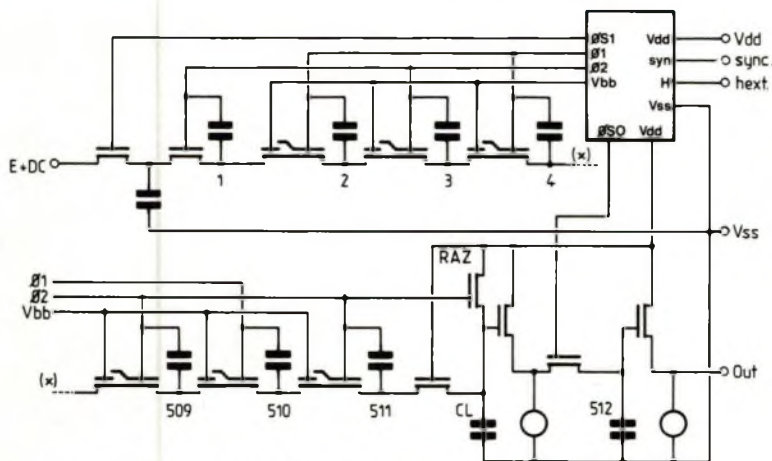 ØS1 Vdd Vdd
Ø1 syn sync.
Ø2 H' hext.
Vbb Vss
ØSO Vdd
E+DC 1 2 3 4 (x)
Vss
RAZ
Ø1
Ø2
Vbb
(x) Out
509 510 511 CL 512